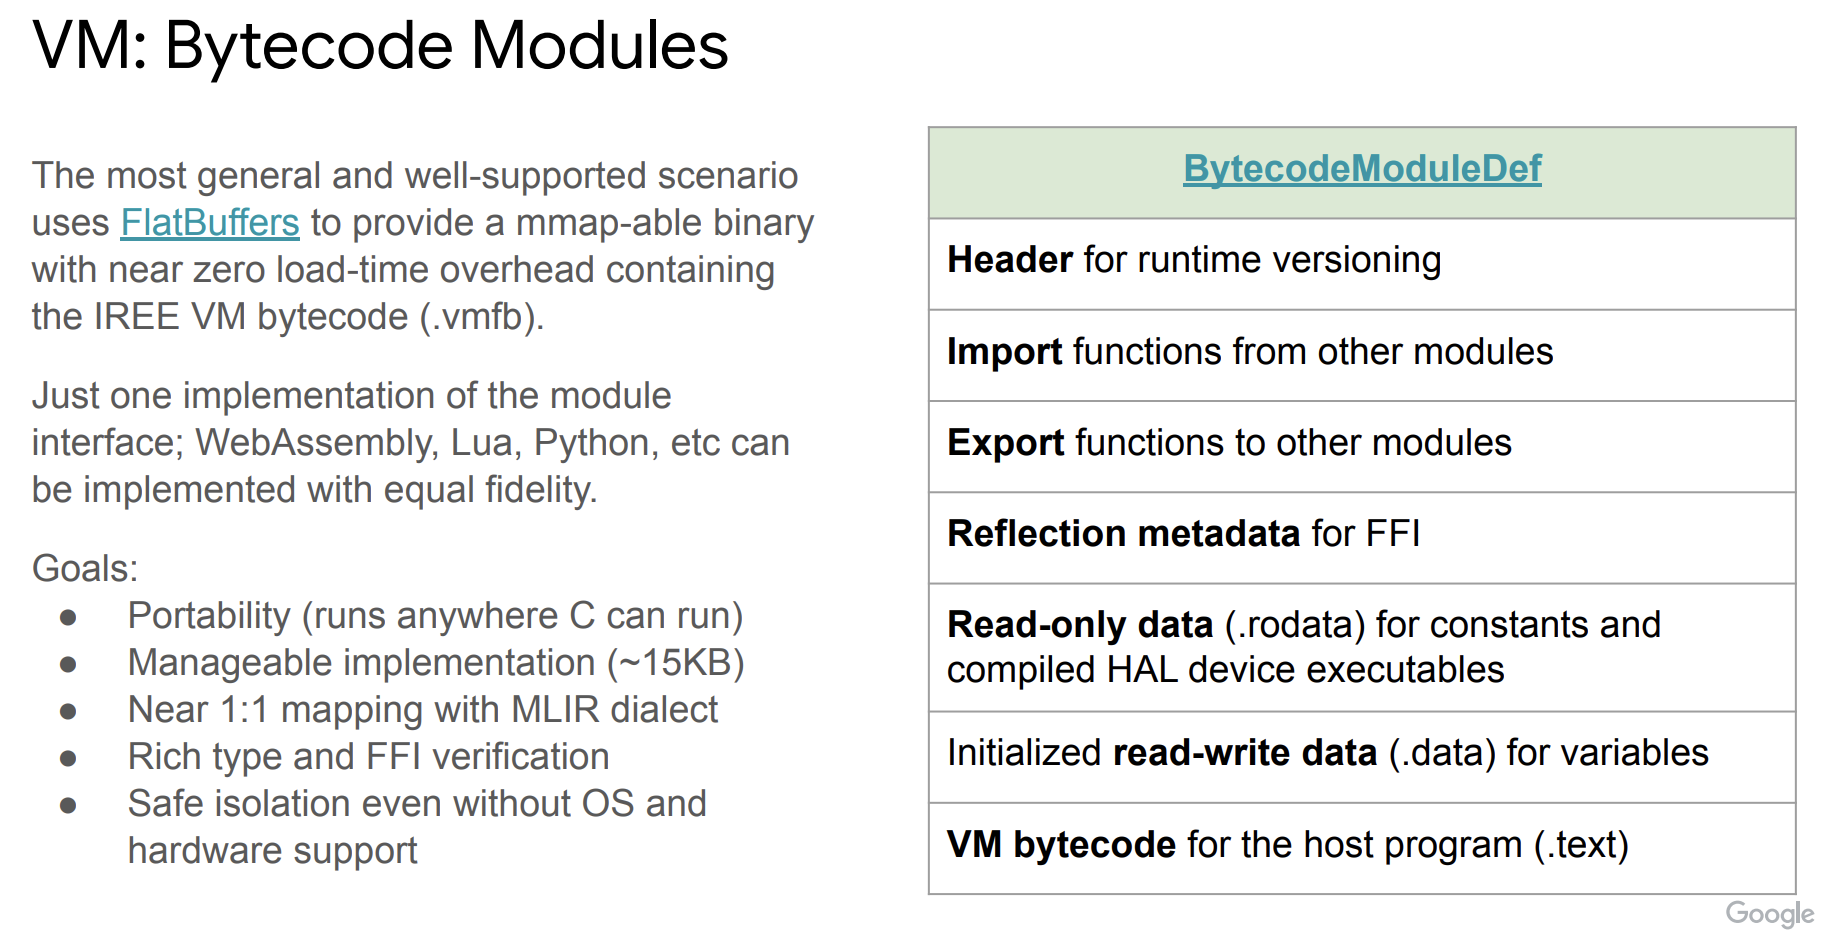 VM: Bytecode Modules
The most general and well-supported scenario
uses FlatBuffers to provide a mmap-able binary
with near zero load-time overhead containing
the IREE VM bytecode (.vmfb).
Just one implementation of the module
interface; WebAssembly, Lua, Python, etc can
be implemented with equal fidelity.
Goals:
● Portability (runs anywhere C can run)
● Manageable implementation (~15KB)
● Near 1:1 mapping with MLIR dialect
● Rich type and FFI verification
● Safe isolation even without OS and
hardware support
BytecodeModuleDef
Header for runtime versioning
Import functions from other modules
Export functions to other modules
Reflection metadata for FFI
Read-only data (.rodata) for constants and
compiled HAL device executables
Initialized read-write data (.data) for variables
VM bytecode for the host program (.text)
Google